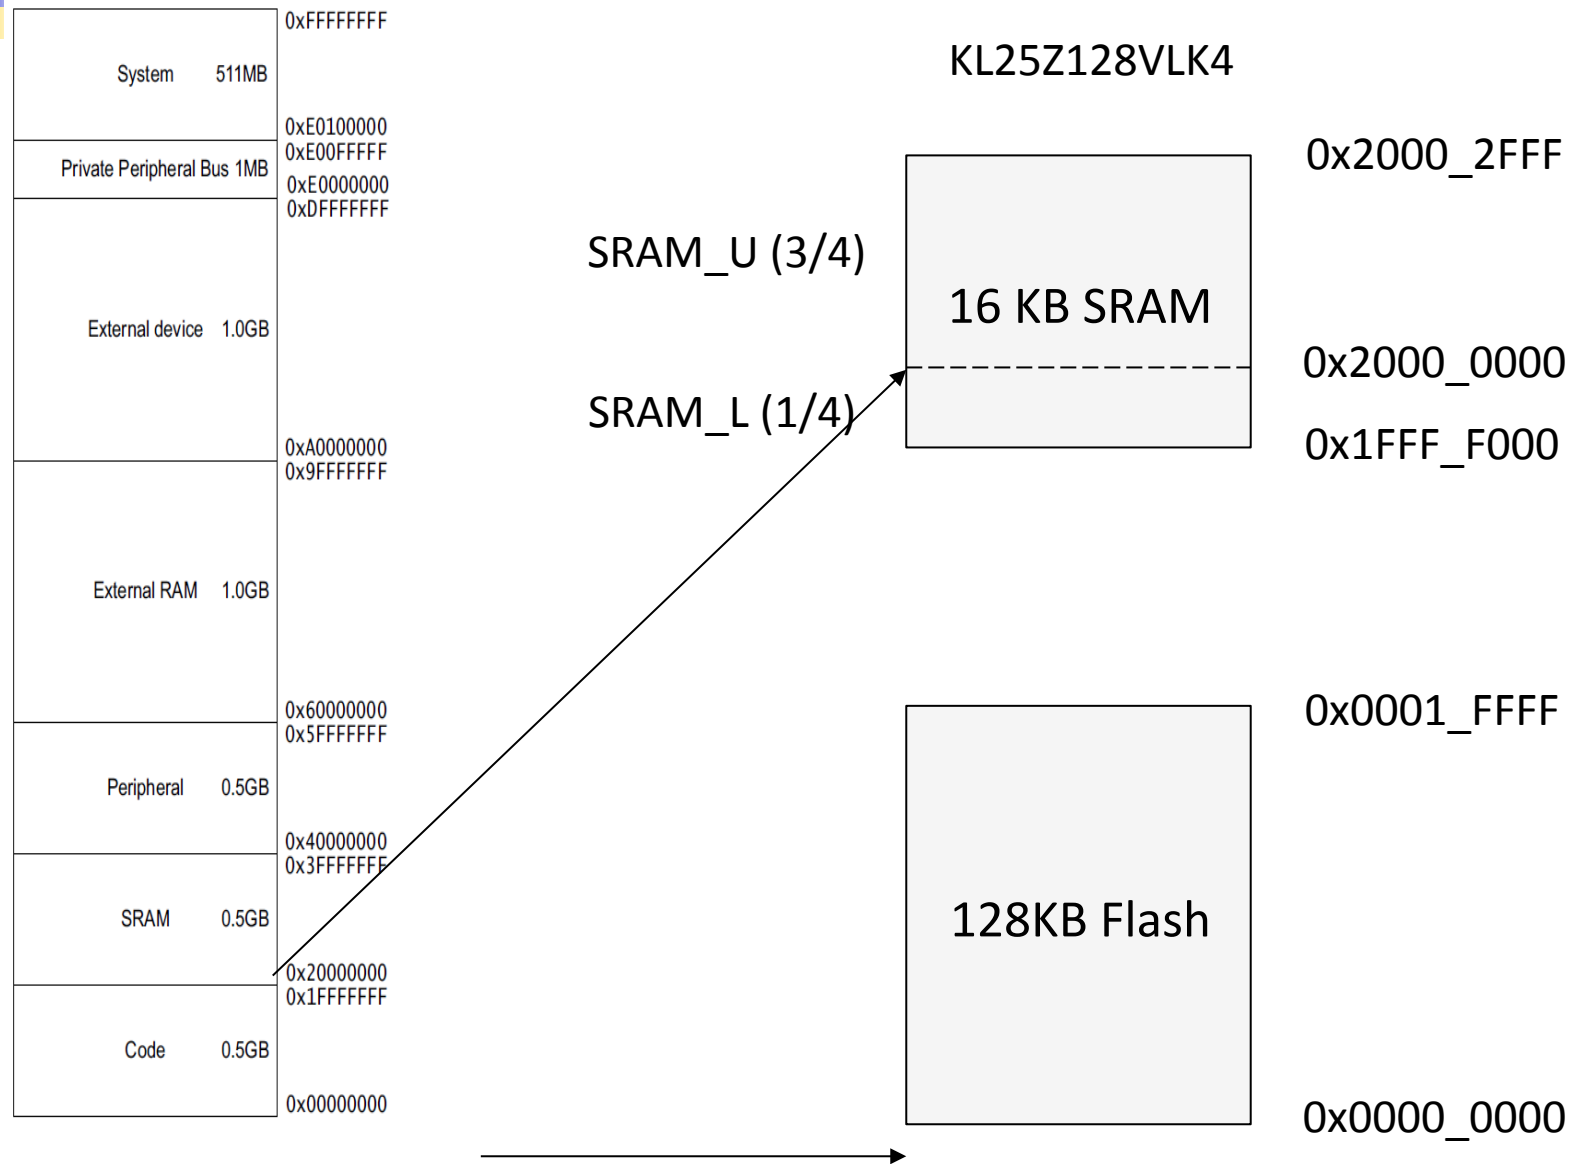 0xFFFFFFFF
System 511MB
0xE0100000
0xE00FFFFF
Private Peripheral Bus 1MB
0xE0000000
0xDFFFFFFF
External device 1.0GB
0xA0000000
0x9FFFFFFF
External RAM 1.0GB
0x60000000
0x5FFFFFFF
Peripheral 0.5GB
0x40000000
0x3FFFFFFF
SRAM 0.5GB
0x20000000
0x1FFFFFFF
Code 0.5GB
0x00000000
KL25Z128VLK4
0x2000_2FFF
SRAM_U (3/4)
16 KB SRAM
0x2000_0000
SRAM_L (1/4)
0x1FFF_F000
0x0001_FFFF
128KB Flash
0x0000_0000